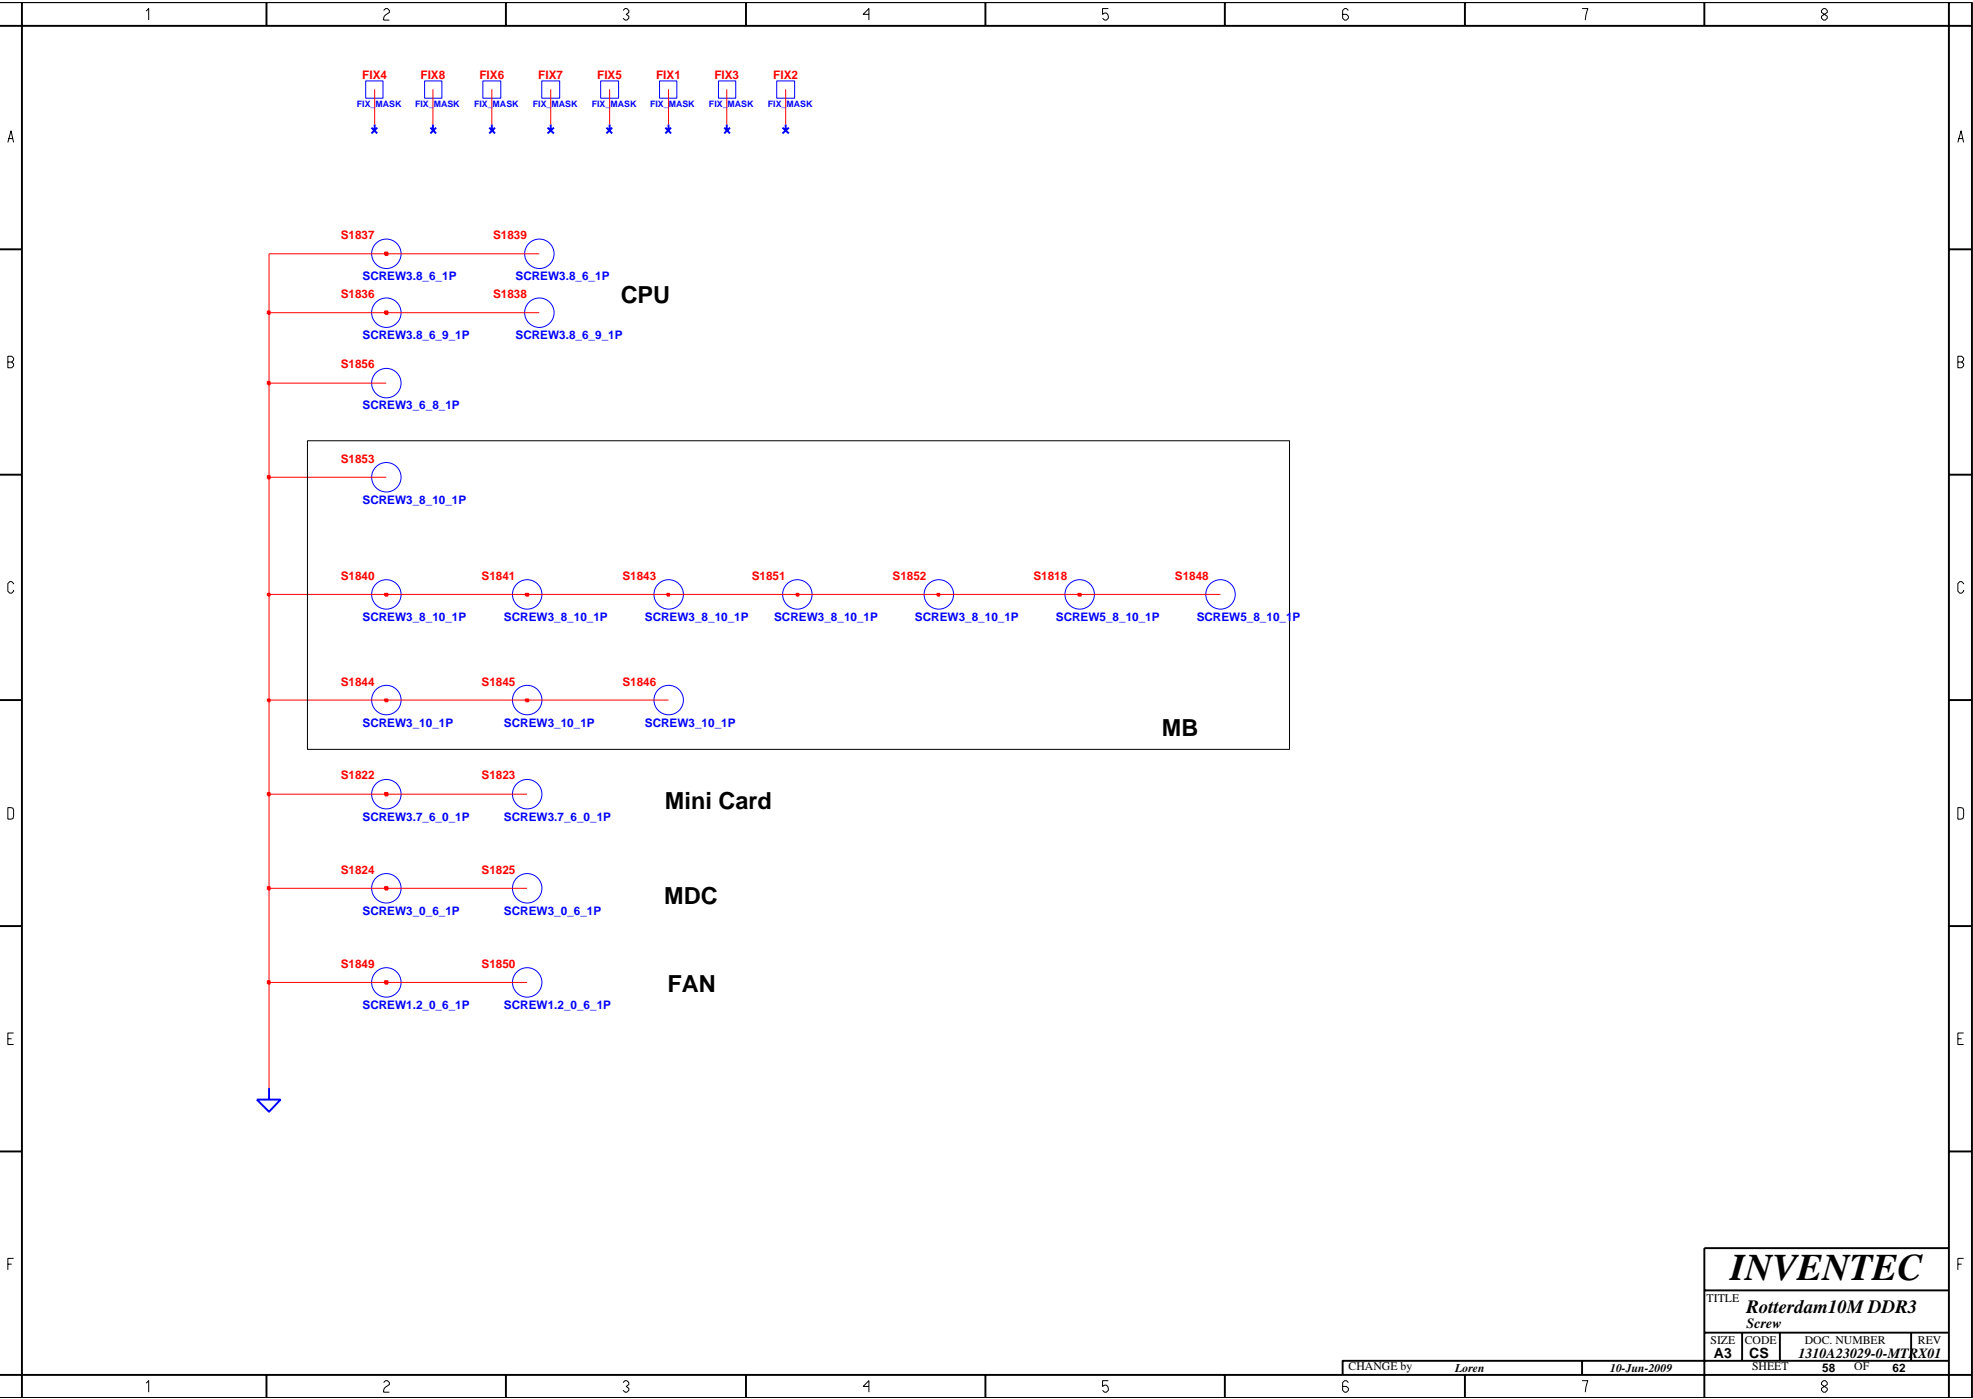 1 2 3 4 5 6 7 8
FIX4 FIX8 FIX6 FIX7 FIX5 FIX1 FIX3 FIX2
FIX_MASK FIX_MASK FIX_MASK FIX_MASK FIX_MASK FIX_MASK FIX_MASK FIX_MASK
A A
S1837 S1839
SCREW3.8_6_1P SCREW3.8_6_1P
CPU
S1836 S1838
SCREW3.8_6_9_1P SCREW3.8_6_9_1P
B B
S1856
SCREW3_6_8_1P
S1853
SCREW3_8_10_1P
S1840 S1841 S1843 S1851 S1852 S1818 S1848
C C
SCREW3_8_10_1P SCREW3_8_10_1P SCREW3_8_10_1P SCREW3_8_10_1P SCREW3_8_10_1P SCREW5_8_10_1P SCREW5_8_10_1P
S1844 S1845 S1846
SCREW3_10_1P SCREW3_10_1P SCREW3_10_1P
MB
S1822 S1823
Mini Card
SCREW3.7_6_0_1P SCREW3.7_6_0_1P
D D
S1824 S1825
MDC
SCREW3_0_6_1P SCREW3_0_6_1P
S1849 S1850
FAN
SCREW1.2_0_6_1P SCREW1.2_0_6_1P
E E
F F
INVENTEC
TITLE Rotterdam10M DDR3
Screw
SIZE CODE DOC. NUMBER REV
A3 CS 1310A23029-0-MTRX01
CHANGE by Loren 10-Jun-2009 SHEET 58 OF 62
1 2 3 4 5 6 7 8